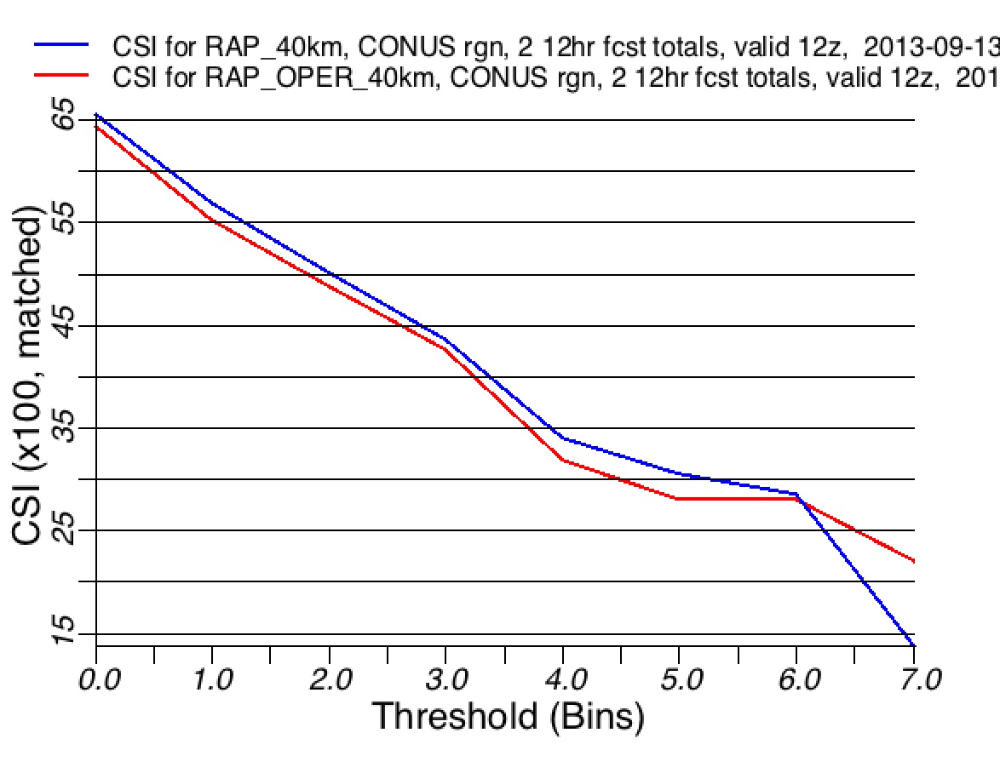 CSI for RAP_40km, CONUS rgn, 2 12hr fcst totals, valid 12z, 2013-09-13
CSI for RAP_OPER_40km, CONUS rgn, 2 12hr fcst totals, valid 12z, 201
65
55
45
35
25
15
CSI (x100, matched)
0.0 1.0 2.0 3.0 4.0 5.0 6.0 7.0
Threshold (Bins)